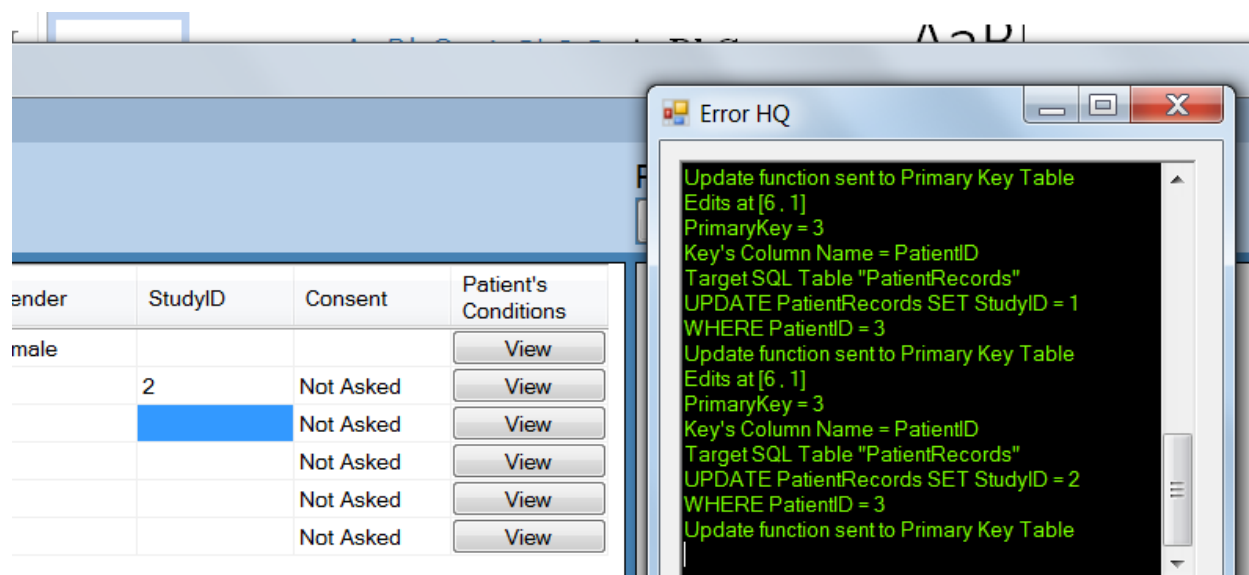 Error HQ
ender StudyID Consent Patient's Conditions
male View
2 Not Asked View
Not Asked View
Not Asked View
Not Asked View
Not Asked View
Update function sent to Primary Key Table
Edits at [6 , 1]
PrimaryKey = 3
Key's Column Name = PatientID
Target SQL Table "PatientRecords"
UPDATE PatientRecords SET StudyID = 1
WHERE PatientID = 3
Update function sent to Primary Key Table
Edits at [6 , 1]
PrimaryKey = 3
Key's Column Name = PatientID
Target SQL Table "PatientRecords"
UPDATE PatientRecords SET StudyID = 2
WHERE PatientID = 3
Update function sent to Primary Key Table